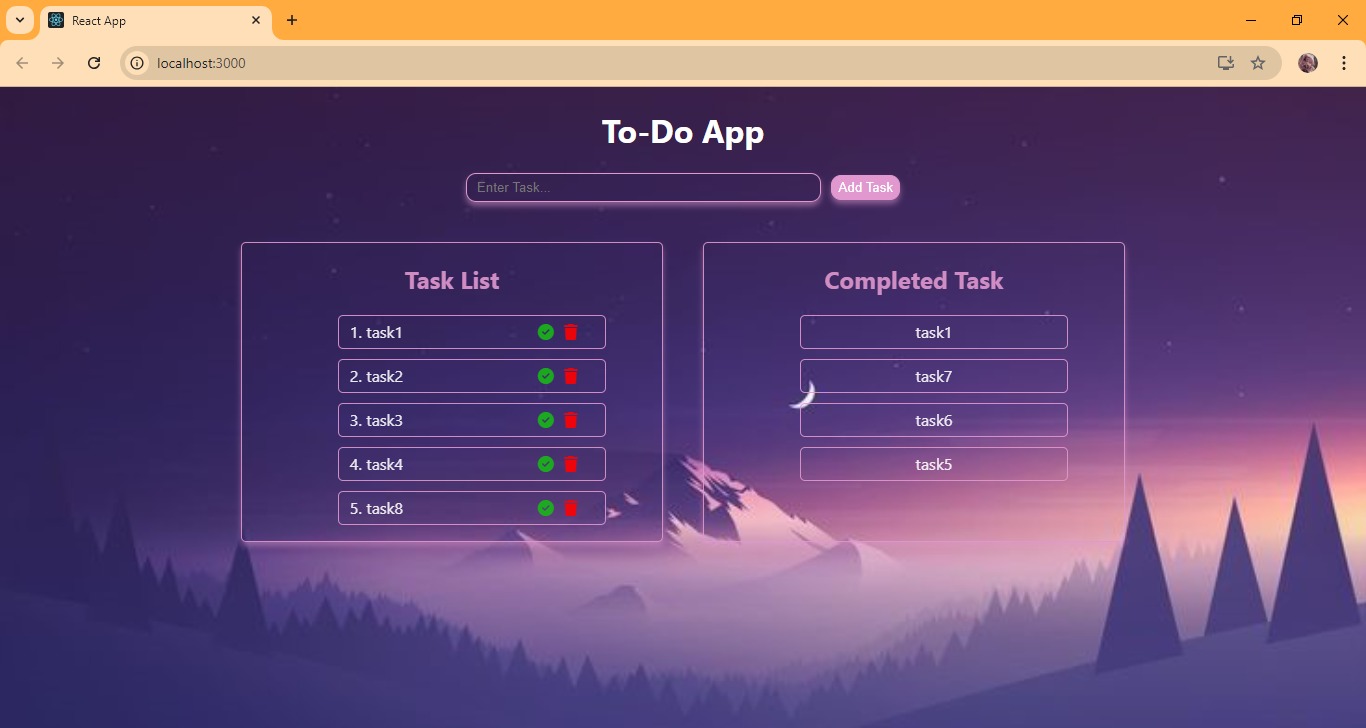 React App
localhost:3000
To-Do App
Enter Task...
Add Task
Task List
1. task1
2. task2
3. task3
4. task4
5. task8
Completed Task
task1
task7
task6
task5